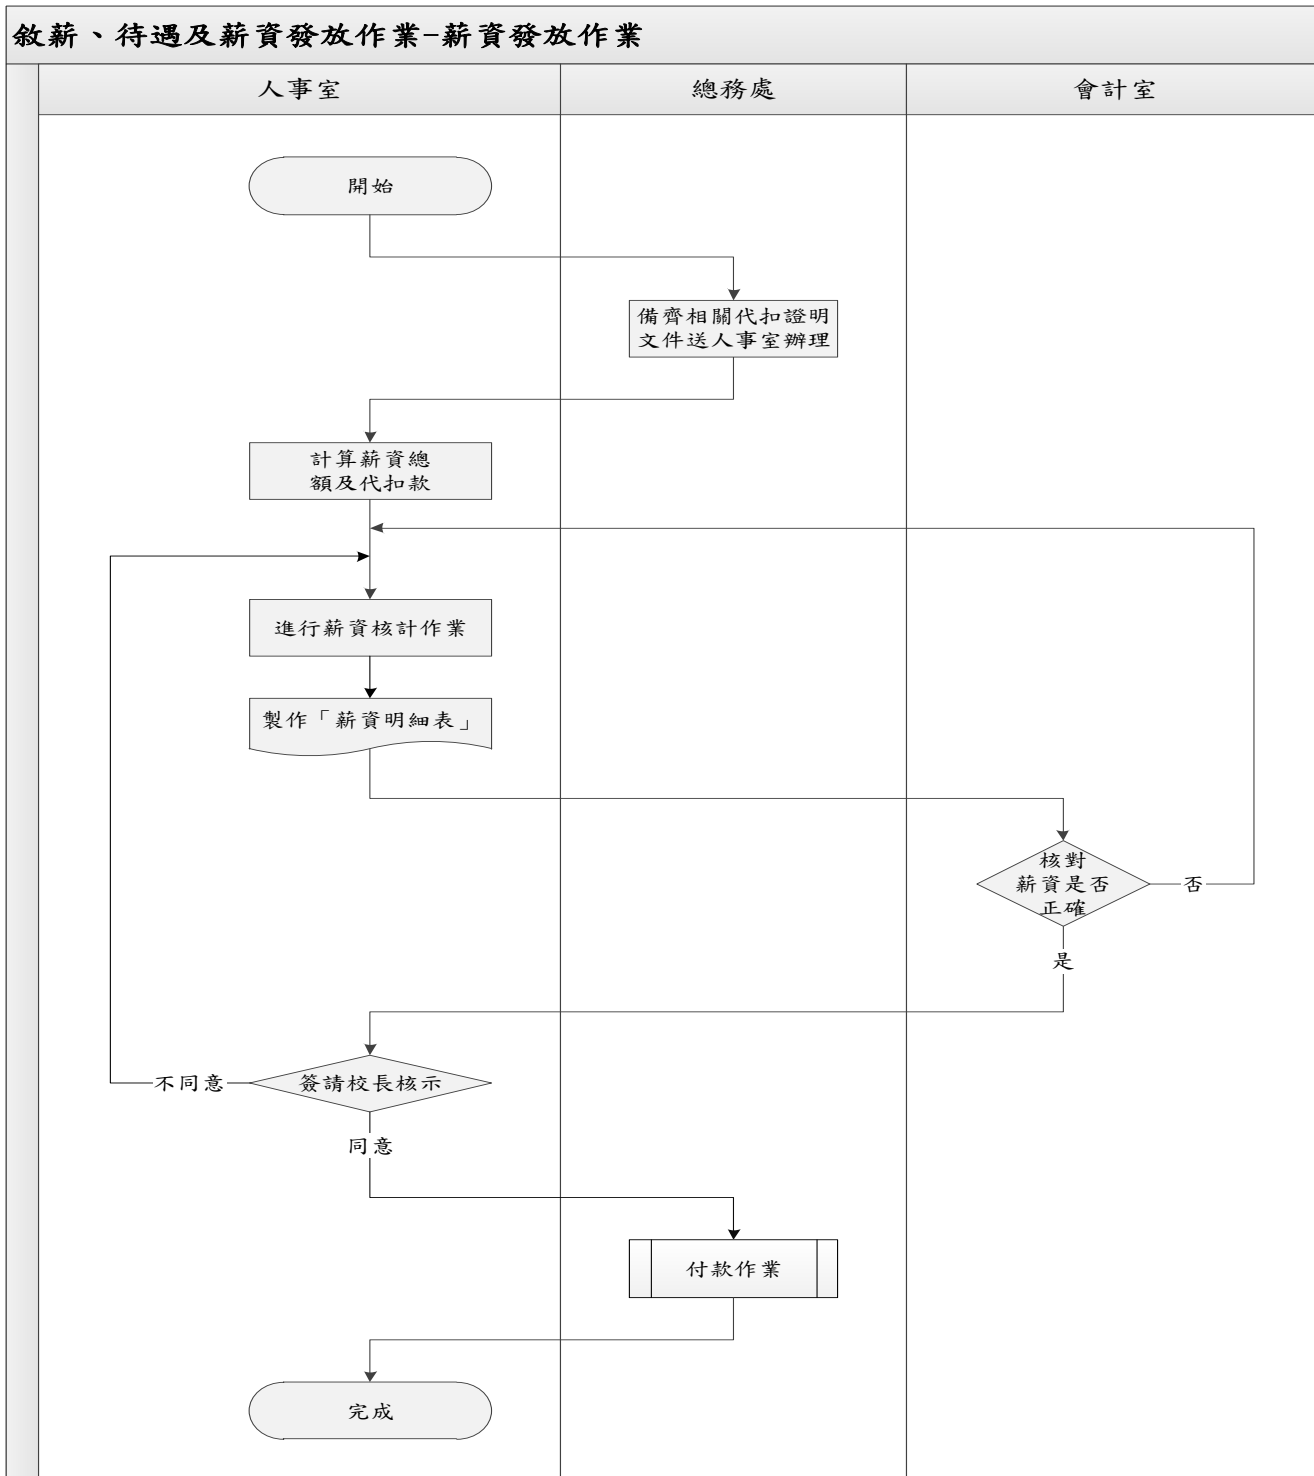 敘薪、待遇及薪資發放作業-薪資發放作業
人事室
總務處
會計室
開始
備齊相關代扣證明
文件送人事室辦理
計算薪資總
額及代扣款
進行薪資核計作業
製作「薪資明細表」
核對
薪資是否
正確
否
是
簽請校長核示
不同意
同意
付款作業
完成